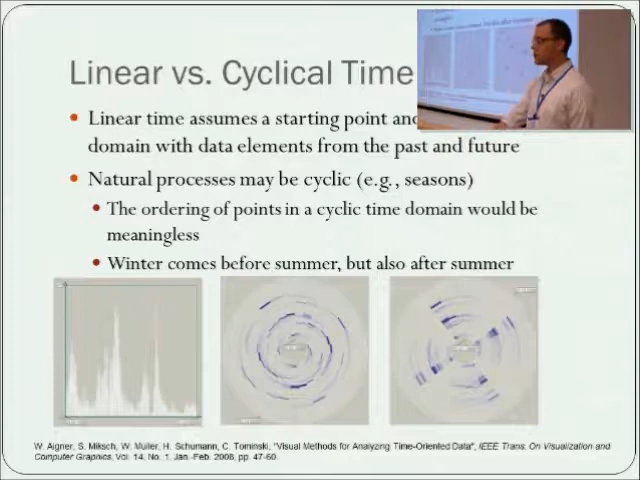 Linear vs. Cyclical Time
Linear time assumes a starting point and
domain with data elements from the past and future
Natural processes may be cyclic (e.g., seasons)
The ordering of points in a cyclic time domain would be
meaningless
Winter comes before summer, but also after summer
W. Aigner, S. Miksch, W. Muller, H. Schumann, C. Tominski, "Visual Methods for Analyzing Time-Oriented Data", IEEE Trans. On Visualization and
Computer Graphics, Vol. 14, No. 1. Jan.-Feb. 2008, pp. 47-60.